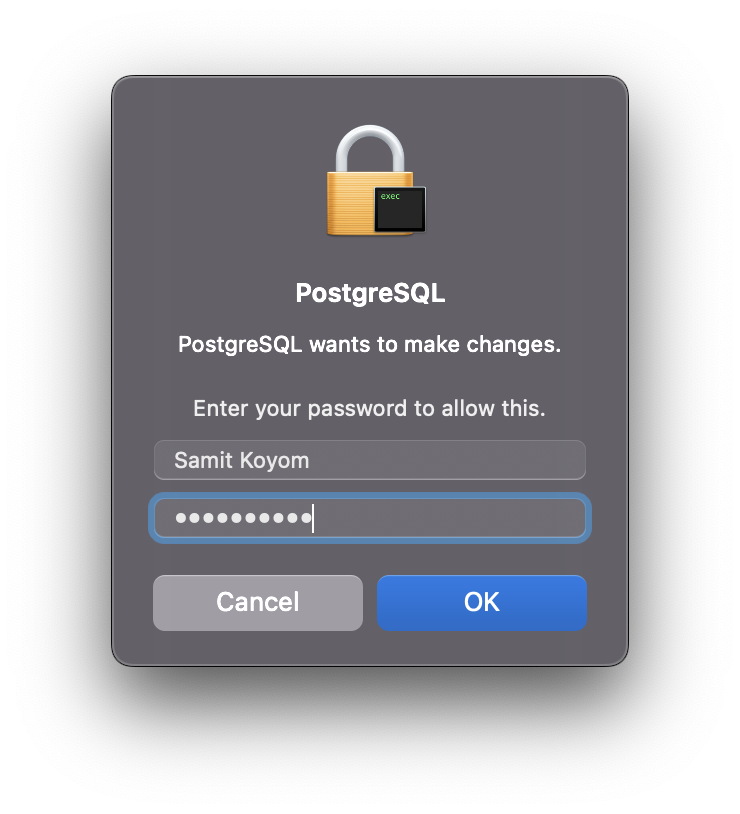 exec
PostgreSQL
PostgreSQL wants to make changes.
Enter your password to allow this.
Samit Koyom
••••••••••
Cancel
OK